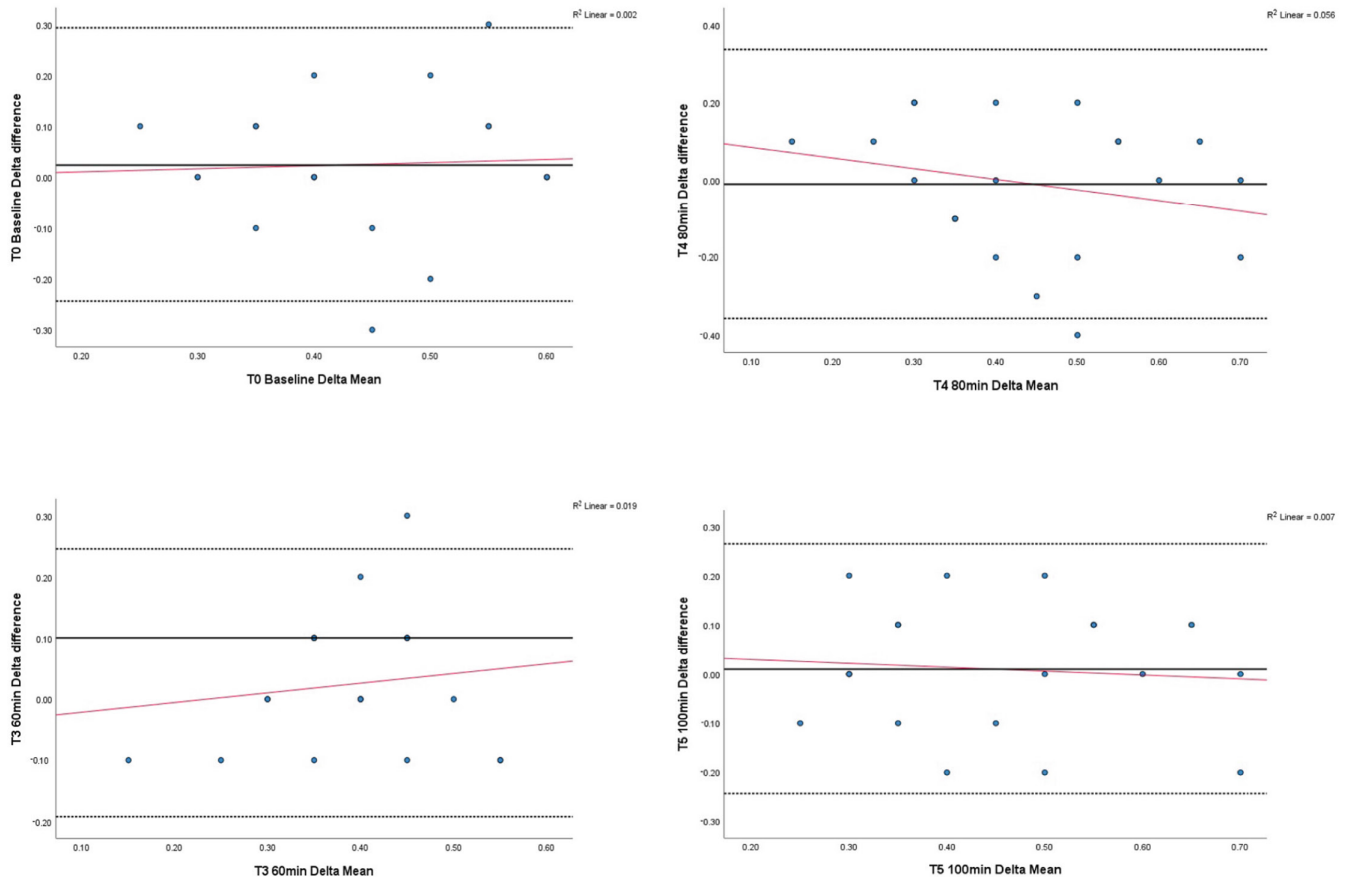 R2 Linear = 0.002
T0 Baseline Delta difference
0.30
0.20
0.10
0.00
-0.10
-0.20
-0.30
0.20 0.30 0.40 0.50 0.60
T0 Baseline Delta Mean
R2 Linear = 0.056
T4 80min Delta difference
0.40
0.20
0.00
-0.20
-0.40
0.10 0.20 0.30 0.40 0.50 0.60 0.70
T4 80min Delta Mean
R2 Linear = 0.019
T3 60min Delta difference
0.30
0.20
0.10
0.00
-0.10
-0.20
0.10 0.20 0.30 0.40 0.50 0.60
T3 60min Delta Mean
R2 Linear = 0.007
T5 100min Delta difference
0.30
0.20
0.10
0.00
-0.10
-0.20
-0.30
0.20 0.30 0.40 0.50 0.60 0.70
T5 100min Delta Mean